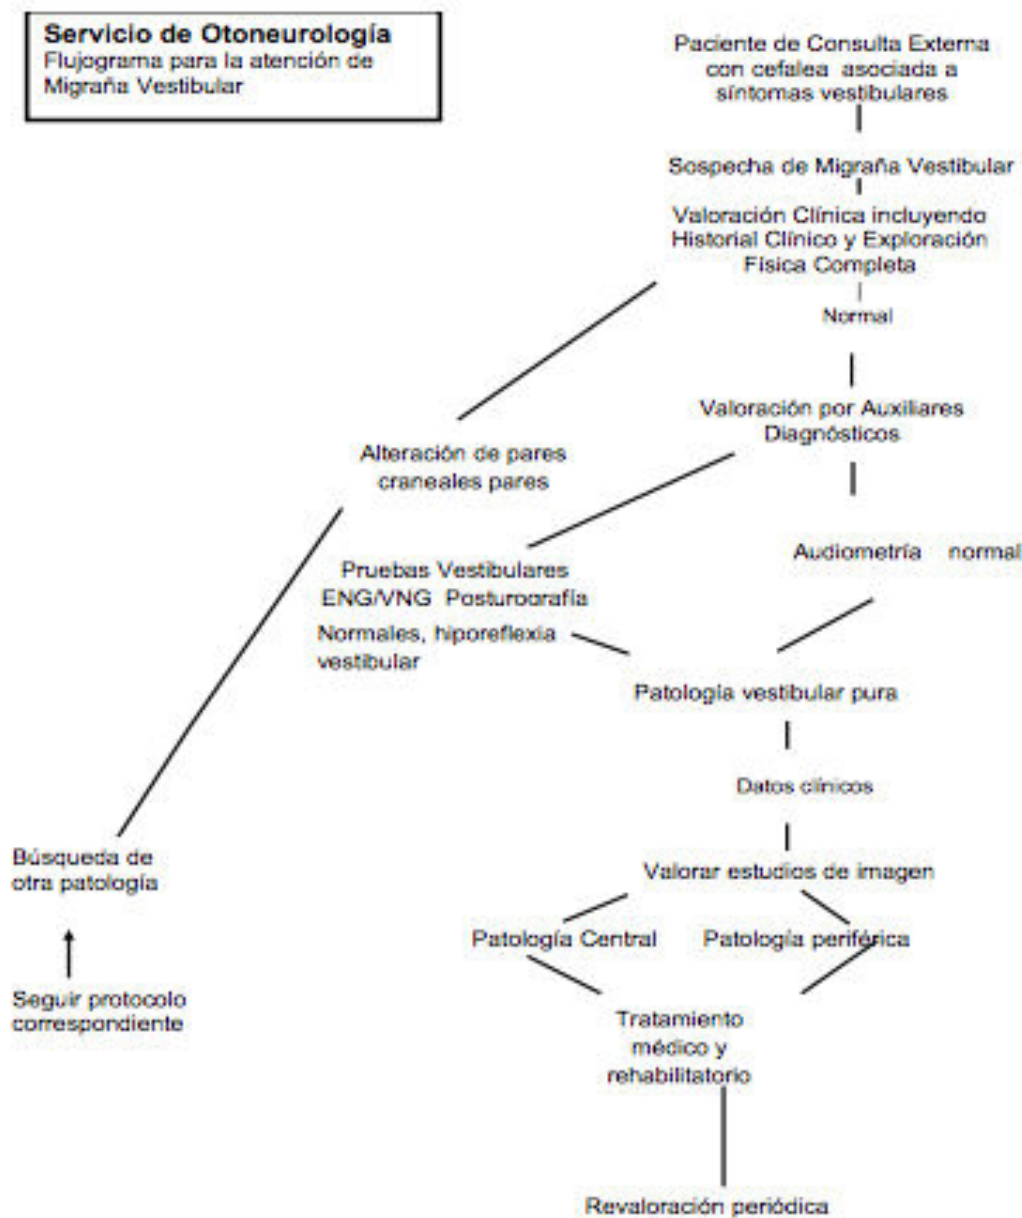 Servicio de Otoneurología
Flujograma para la atención de
Migraña Vestibular
Paciente de Consulta Externa
con cefalea asociada a
síntomas vestibulares
Sospecha de Migraña Vestibular
Valoración Clínica incluyendo
Historial Clínico y Exploración
Física Completa
Normal
Valoración por Auxiliares
Diagnósticos
Alteración de pares
craneales pares
Audiometría normal
Pruebas Vestibulares
ENG/VNG Posturografía
Normales, hiporeflexia
vestibular
Patología vestibular pura
Datos clínicos
Búsqueda de
otra patología
Valorar estudios de imagen
Patología Central
Patología periférica
Seguir protocolo
correspondiente
Tratamiento
médico y
rehabilitatorio
Revaloración periódica